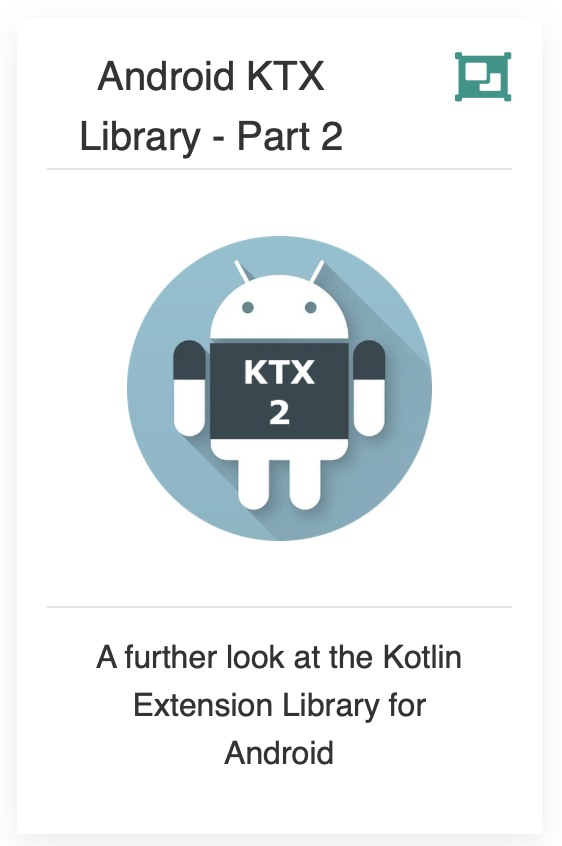 Android KTX
Library - Part 2
KTX
2
A further look at the Kotlin
Extension Library for
Android